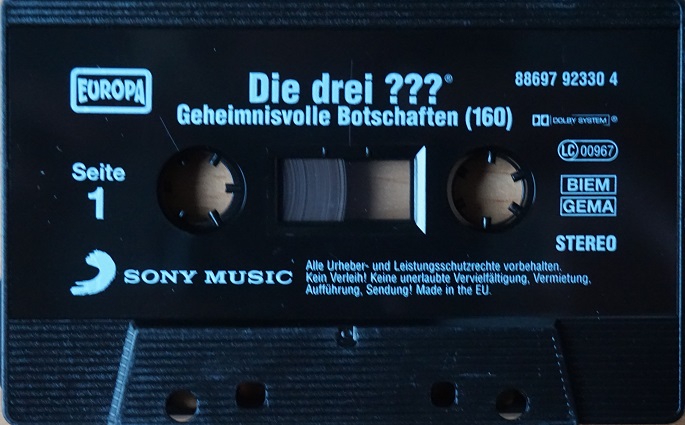 EUROPA
Die drei ???®
Geheimnisvolle Botschaften (160)
88697 92330 4
DOLBY SYSTEM ®
LC 00967
BIEM
GEMA
STEREO
Seite
1
SONY MUSIC
Alle Urheber- und Leistungsschutzrechte vorbehalten.
Kein Verleih! Keine unerlaubte Vervielfältigung, Vermietung,
Aufführung, Sendung! Made in the EU.